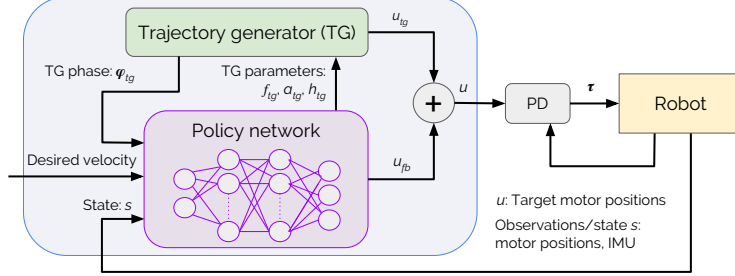 Trajectory generator (TG)
u_tg
TG phase: φ_tg
TG parameters:
f_tg, a_tg, h_tg
u
+
PD
τ
Robot
Policy network
Desired velocity
u_fb
State: s
u: Target motor positions
Observations/state s:
motor positions, IMU